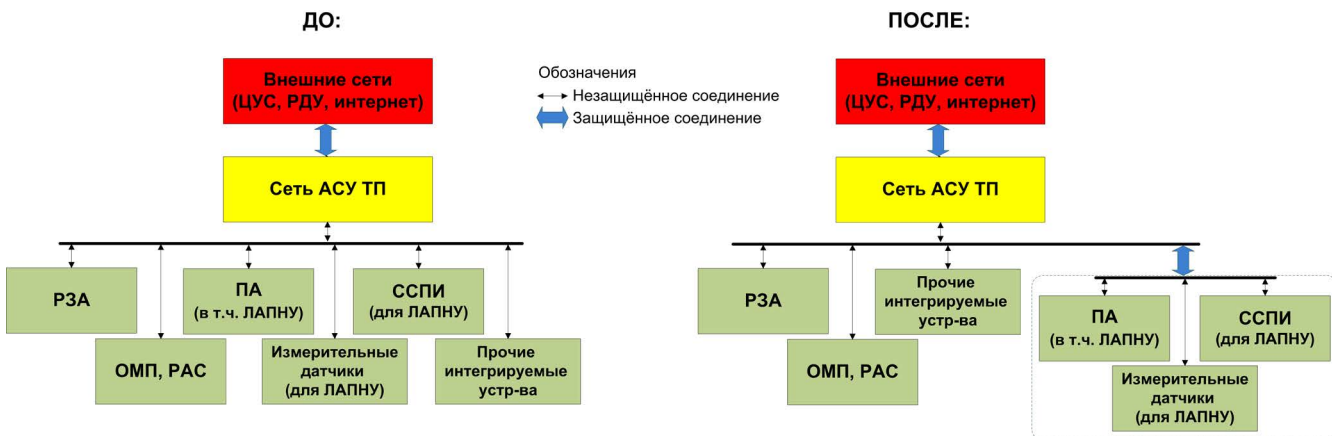 ДО:
Внешние сети
(ЦУС, РДУ, интернет)
Сеть АСУ ТП
РЗА
ПА
(в т.ч. ЛАПНУ)
ССПИ
(для ЛАПНУ)
ОМП, РАС
Измерительные
датчики
(для ЛАПНУ)
Прочие
интегрируемые
устр-ва
Обозначения
Незащищённое соединение
Защищённое соединение
ПОСЛЕ:
Внешние сети
(ЦУС, РДУ, интернет)
Сеть АСУ ТП
РЗА
Прочие
интегрируемые
устр-ва
ОМП, РАС
ПА
(в т.ч. ЛАПНУ)
ССПИ
(для ЛАПНУ)
Измерительные
датчики
(для ЛАПНУ)